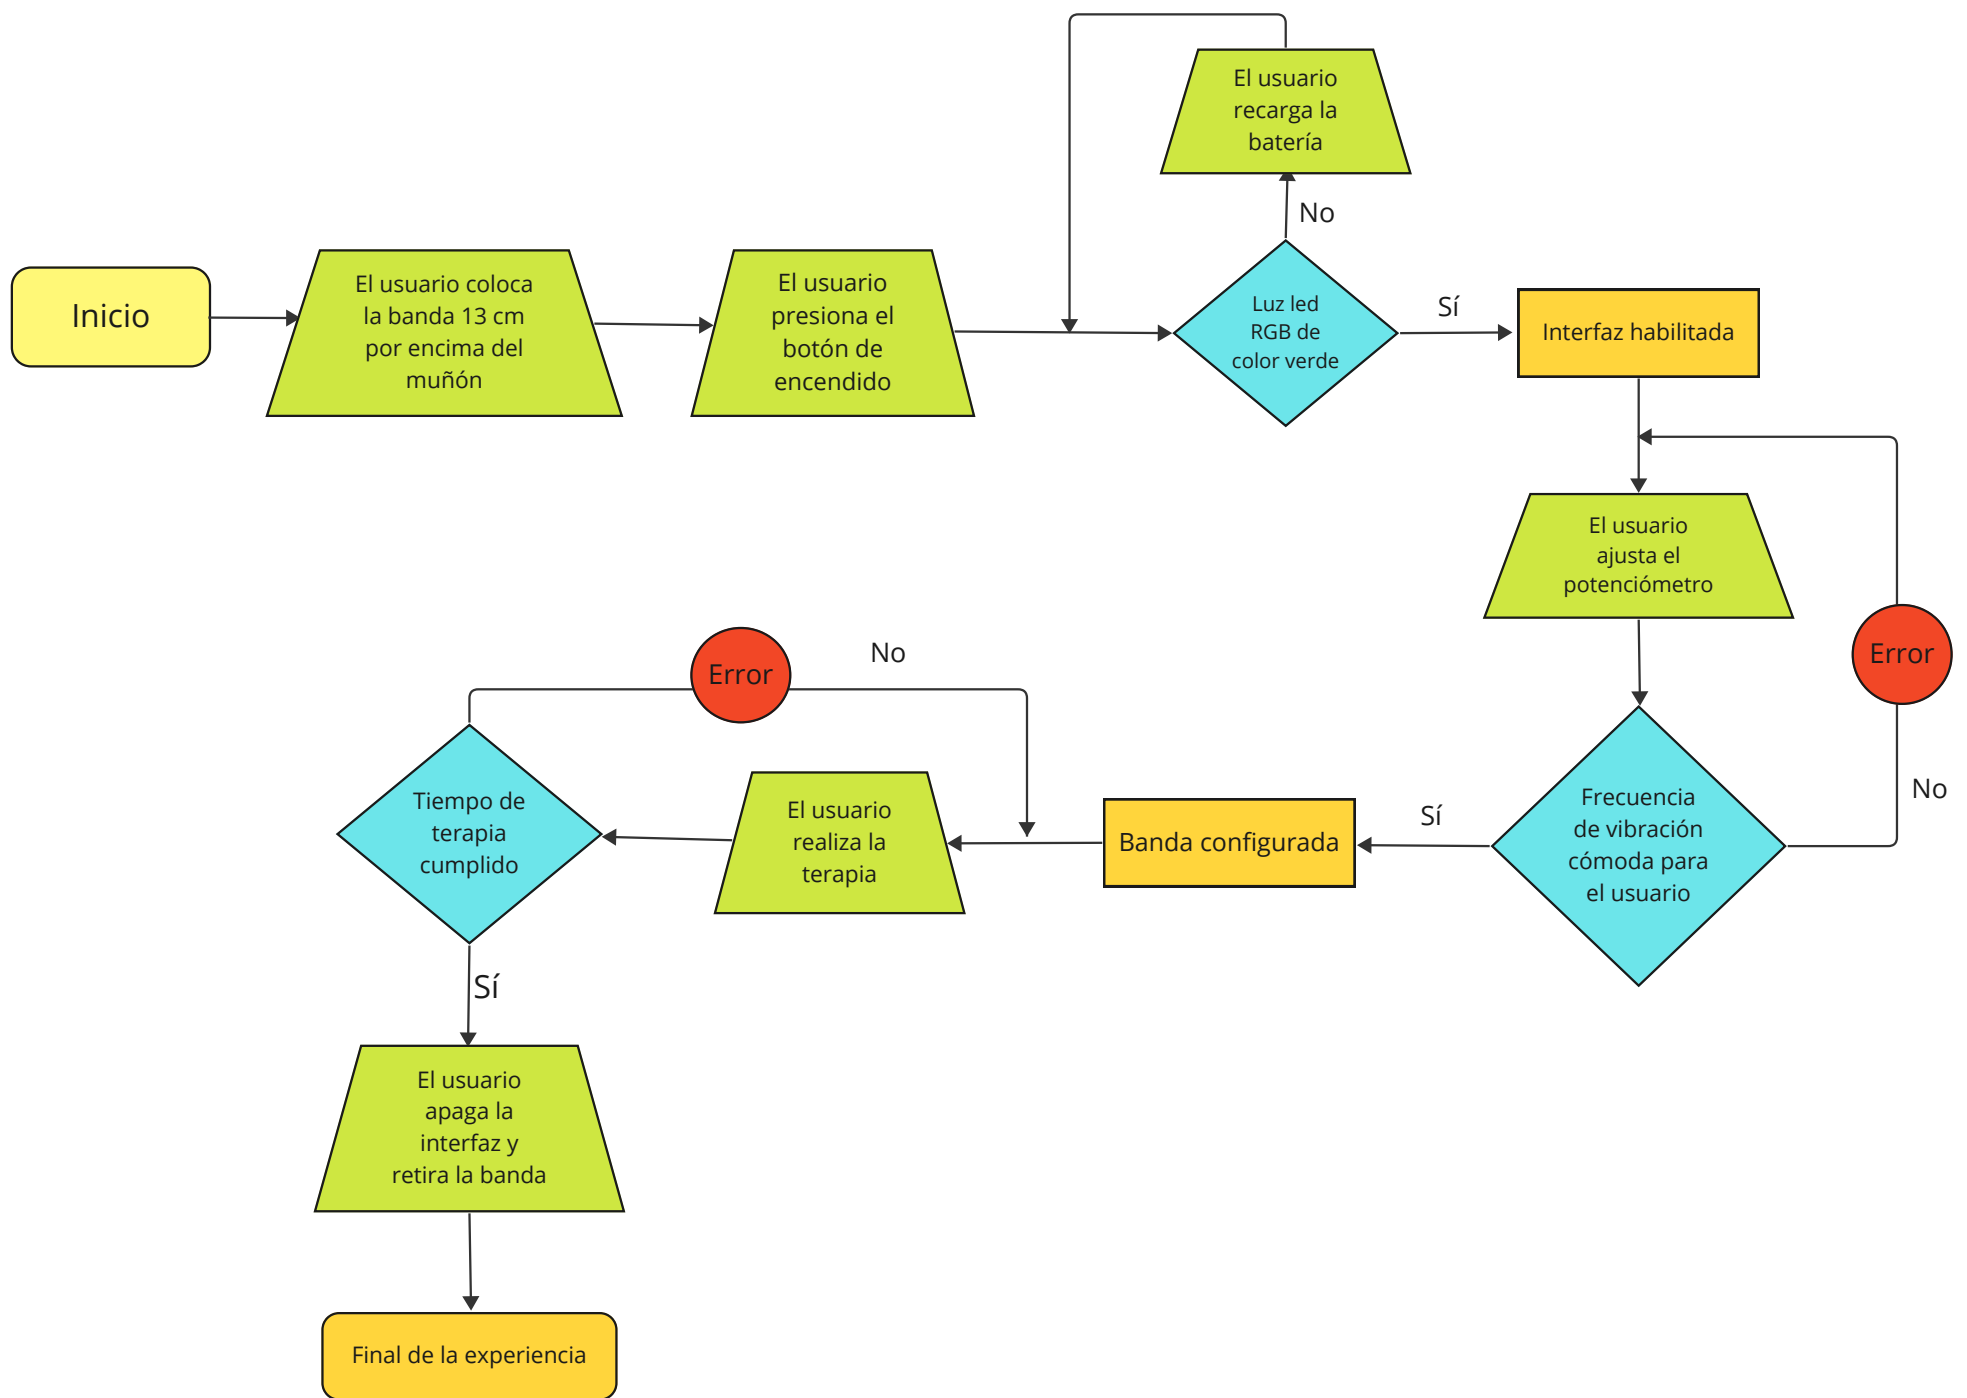 Inicio
El usuario coloca
la banda 13 cm
por encima del
muñón
El usuario
presiona el
botón de
encendido
El usuario
recarga la
batería
No
Luz led
RGB de
color verde
Sí
Interfaz habilitada
El usuario
ajusta el
potenciómetro
Error
No
Frecuencia
de vibración
cómoda para
el usuario
Sí
Banda configurada
El usuario
realiza la
terapia
No
Error
Tiempo de
terapia
cumplido
Sí
El usuario
apaga la
interfaz y
retira la banda
Final de la experiencia